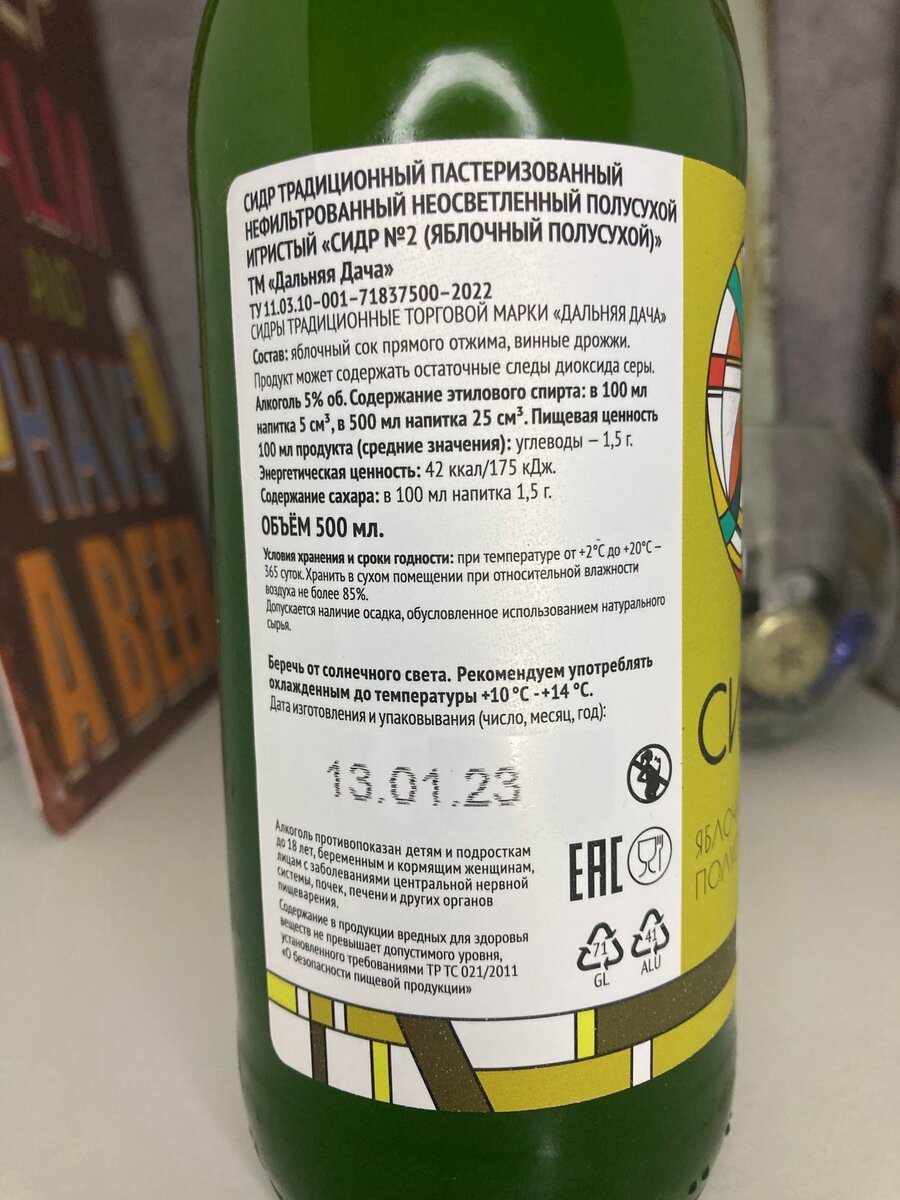 СИДР ТРАДИЦИОННЫЙ ПАСТЕРИЗОВАННЫЙ
НЕФИЛЬТРОВАННЫЙ НЕОСВЕТЛЕННЫЙ ПОЛУСУХОЙ
ИГРИСТЫЙ «СИДР №2 (ЯБЛОЧНЫЙ ПОЛУСУХОЙ)»
ТМ «Дальняя Дача»
ТУ 11.03.10-001-71837500-2022
СИДРЫ ТРАДИЦИОННЫЕ ТОРГОВОЙ МАРКИ «ДАЛЬНЯЯ ДАЧА»
Состав: яблочный сок прямого отжима, винные дрожжи.
Продукт может содержать остаточные следы диоксида серы.
Алкоголь 5% об. Содержание этилового спирта: в 100 мл
напитка 5 см³, в 500 мл напитка 25 см³. Пищевая ценность
100 мл продукта (средние значения): углеводы – 1,5 г.
Энергетическая ценность: 42 ккал/175 кДж.
Содержание сахара: в 100 мл напитка 1,5 г.
ОБЪЁМ 500 мл.
Условия хранения и сроки годности: при температуре от +2°C до +20°C –
365 суток. Хранить в сухом помещении при относительной влажности
воздуха не более 85%.
Допускается наличие осадка, обусловленное использованием натурального
сырья.
Беречь от солнечного света. Рекомендуем употреблять
охлажденным до температуры +10 °C - +14 °C.
Дата изготовления и упаковывания (число, месяц, год):
13.01.23
Алкоголь противопоказан детям и подросткам
до 18 лет, беременным и кормящим женщинам,
лицам с заболеваниями центральной нервной
системы, почек, печени и других органов
пищеварения.
Содержание в продукции вредных для здоровья
веществ не превышает допустимого уровня,
установленного требованиями ТР ТС 021/2011
«О безопасности пищевой продукции»
EAC
71
GL
41
ALU
AND
HAVE
A BEER